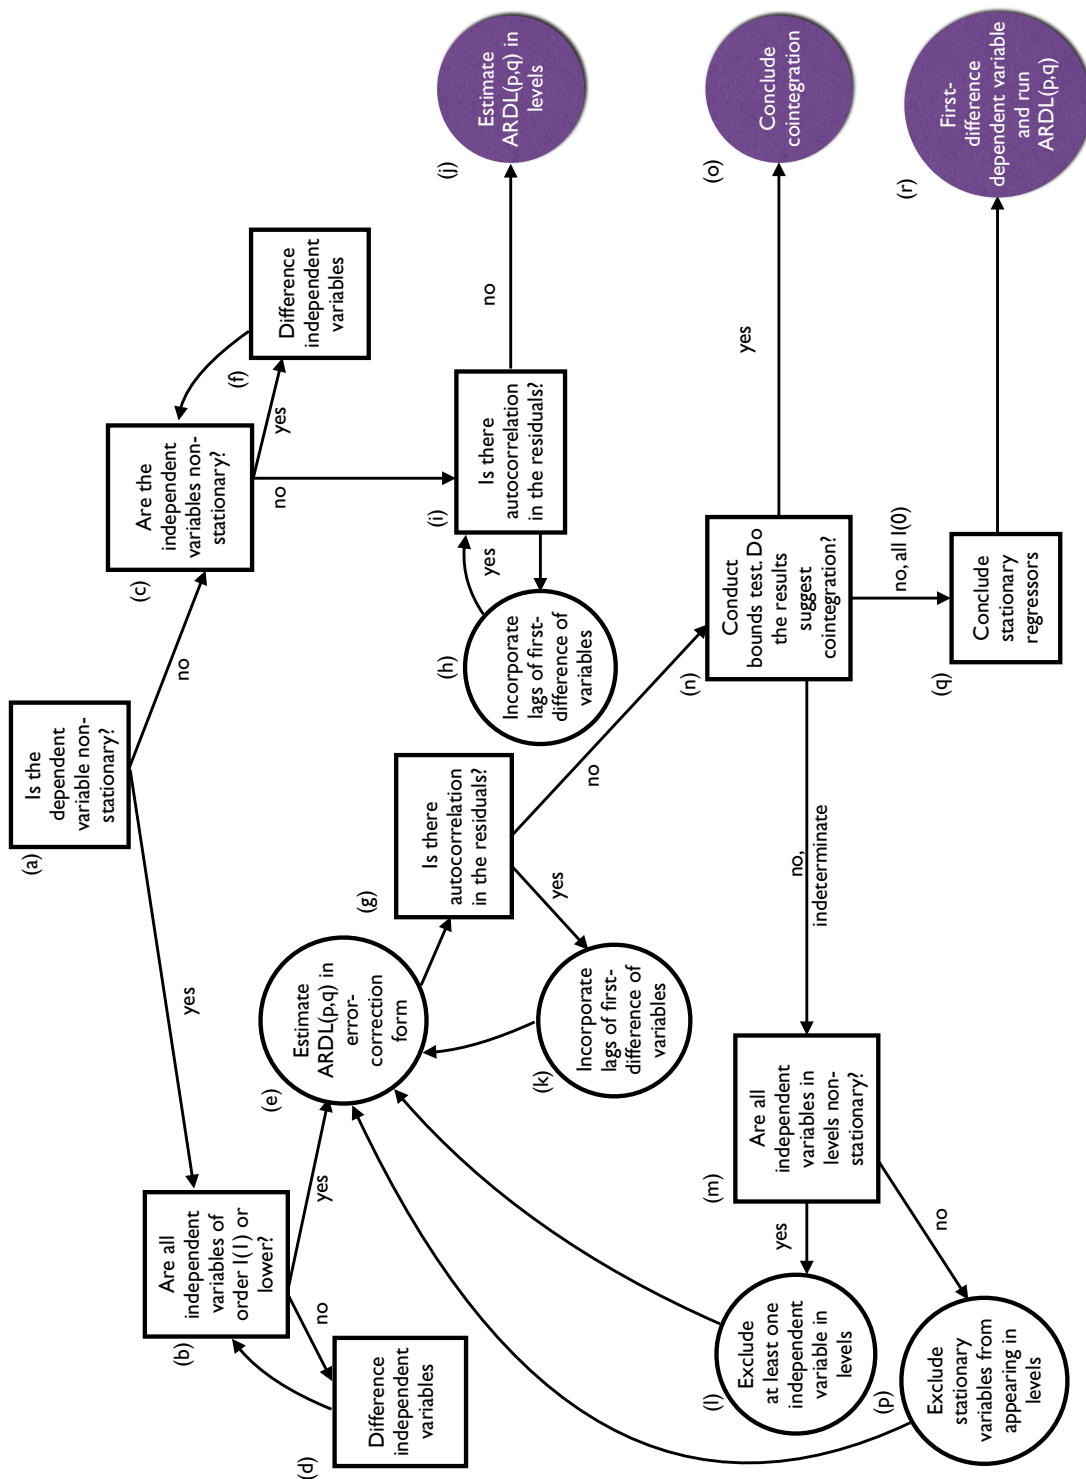 (a)
Is the
dependent
variable non-
stationary?
yes
no
(b)
Are all
independent
variables of
order I(1) or
lower?
yes
no
(c)
Are the
independent
variables non-
stationary?
yes
no
(d)
Difference
independent
variables
(e)
Estimate
ARDL(p,q) in
error-
correction
form
(f)
Difference
independent
variables
(g)
Is there
autocorrelation
in the residuals?
yes
no
(h)
Incorporate
lags of first-
difference of
variables
(i)
Is there
autocorrelation
in the residuals?
yes
no
(j)
Estimate
ARDL(p,q) in
levels
(k)
Incorporate
lags of first-
difference of
variables
(l)
Exclude
at least one
independent
variable in
levels
(m)
Are all
independent
variables in
levels non-
stationary?
yes
no
(n)
Conduct
bounds test. Do
the results
suggest
cointegration?
no,
indeterminate
no, all I(0)
yes
(o)
Conclude
cointegration
(p)
Exclude
stationary
variables from
appearing in
levels
(q)
Conclude
stationary
regressors
(r)
First-
difference
dependent variable
and run
ARDL(p,q)